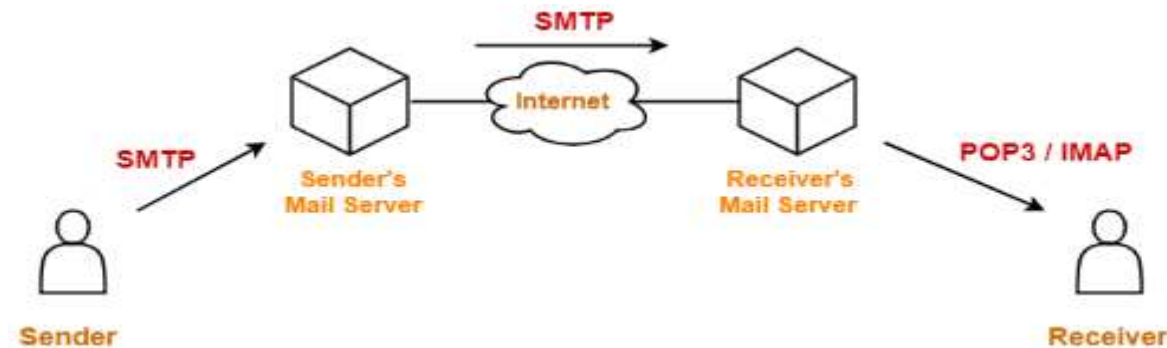 SMTP
Internet
SMTP
POP3 / IMAP
Sender's
Mail Server
Receiver's
Mail Server
Sender
Receiver